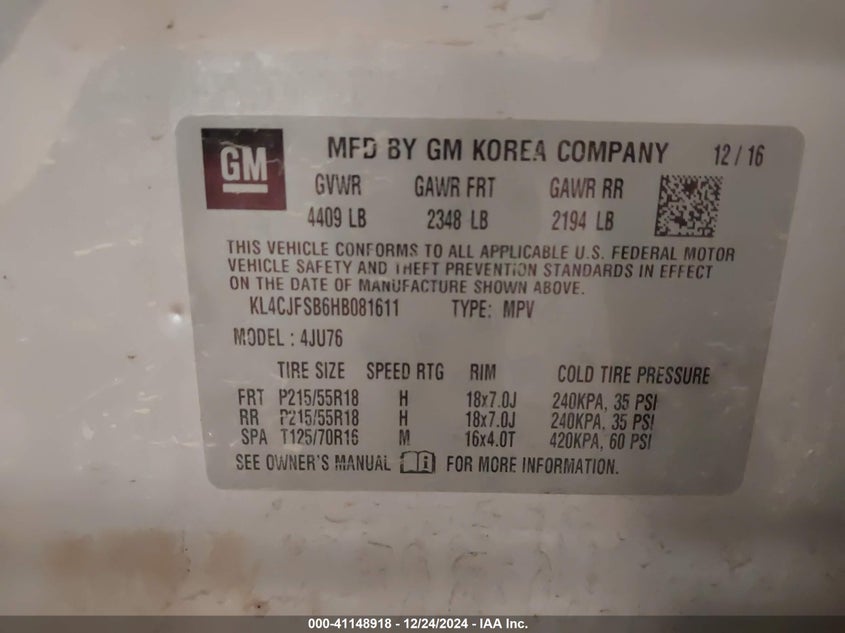 GM
MFD BY GM KOREA COMPANY 12 / 16
GVWR GAWR FRT GAWR RR
4409 LB 2348 LB 2194 LB
THIS VEHICLE CONFORMS TO ALL APPLICABLE U.S. FEDERAL MOTOR
VEHICLE SAFETY AND THEFT PREVENTION STANDARDS IN EFFECT
ON THE DATE OF MANUFACTURE SHOWN ABOVE.
KL4CJFSB6HB081611 TYPE: MPV
MODEL : 4JU76
TIRE SIZE SPEED RTG RIM COLD TIRE PRESSURE
FRT P215/55R18 H 18x7.0J 240KPA, 35 PSI
RR P215/55R18 H 18x7.0J 240KPA, 35 PSI
SPA T125/70R16 M 16x4.0T 420KPA, 60 PSI
SEE OWNER'S MANUAL FOR MORE INFORMATION.
000-41148918 - 12/24/2024 - IAA Inc.